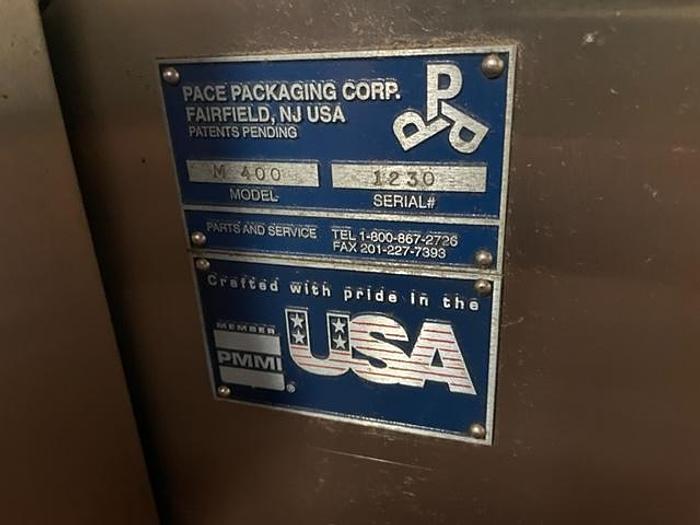 PACE PACKAGING CORP.
FAIRFIELD, NJ USA
PATENTS PENDING
PPP
M 400
1230
MODEL
SERIAL#
PARTS AND SERVICE
TEL 1-800-867-2726
FAX 201-227-7393
Crafted with pride in the
USA
MEMBER
PMMI
®